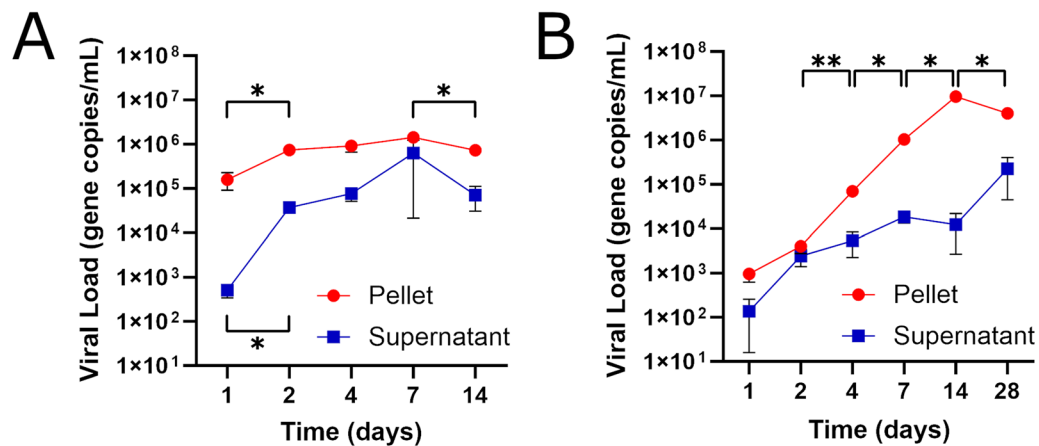 A
Viral Load (gene copies/mL)
1×10⁸
1×10⁷
1×10⁶
1×10⁵
1×10⁴
1×10³
1×10²
1×10¹
*
*
*
Pellet
Supernatant
1 2 4 7 14
Time (days)
B
Viral Load (gene copies/mL)
1×10⁸
1×10⁷
1×10⁶
1×10⁵
1×10⁴
1×10³
1×10²
1×10¹
** * * *
Pellet
Supernatant
1 2 4 7 14 28
Time (days)